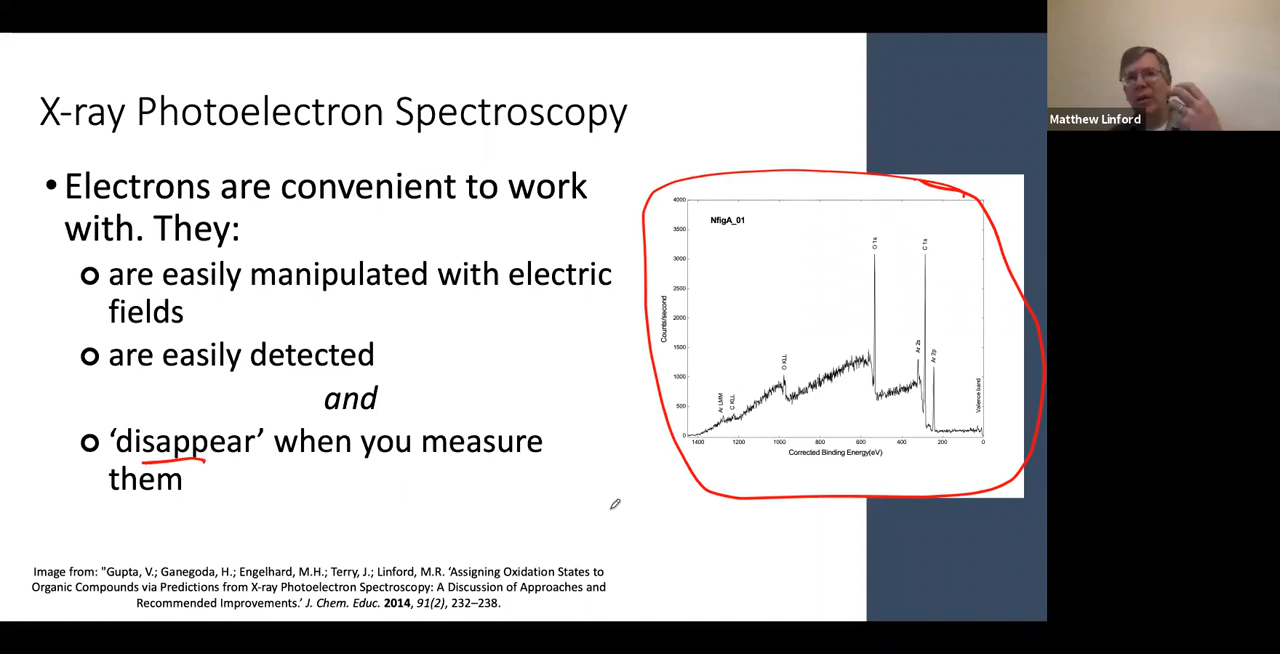 X-ray Photoelectron Spectroscopy
• Electrons are convenient to work
with. They:
o are easily manipulated with electric
fields
o are easily detected
and
o ‘disappear’ when you measure
them
Image from: "Gupta, V.; Ganegoda, H.; Engelhard, M.H.; Terry, J.; Linford, M.R. ‘Assigning Oxidation States to
Organic Compounds via Predictions from X-ray Photoelectron Spectroscopy: A Discussion of Approaches and
Recommended Improvements.’ J. Chem. Educ. 2014, 91(2), 232–238.
NfigA_01
4000
3500
3000
2500
2000
1500
1000
500
0
Counts/second
Ar LMM
C KLL
O KLL
O 1s
Ar 2s
C 1s
Ar 2p
Valence band
1400 1200 1000 800 600 400 200 0
Corrected Binding Energy(eV)
Matthew Linford